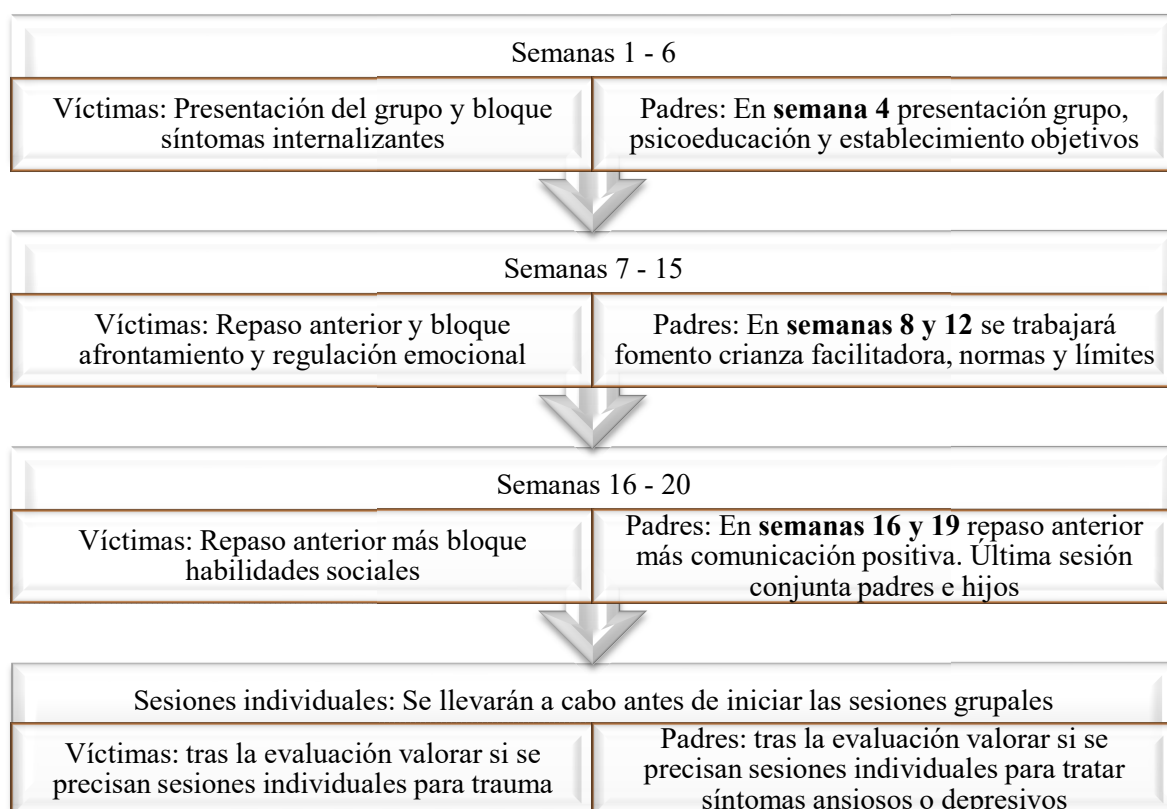 Semanas 1 - 6
Víctimas: Presentación del grupo y bloque
síntomas internalizantes
Padres: En semana 4 presentación grupo,
psicoeducación y establecimiento objetivos
Semanas 7 - 15
Víctimas: Repaso anterior y bloque
afrontamiento y regulación emocional
Padres: En semanas 8 y 12 se trabajará
fomento crianza facilitadora, normas y límites
Semanas 16 - 20
Víctimas: Repaso anterior más bloque
habilidades sociales
Padres: En semanas 16 y 19 repaso anterior
más comunicación positiva. Última sesión
conjunta padres e hijos
Sesiones individuales: Se llevarán a cabo antes de iniciar las sesiones grupales
Víctimas: tras la evaluación valorar si se
precisan sesiones individuales para trauma
Padres: tras la evaluación valorar si se
precisan sesiones individuales para tratar
síntomas ansiosos o depresivos